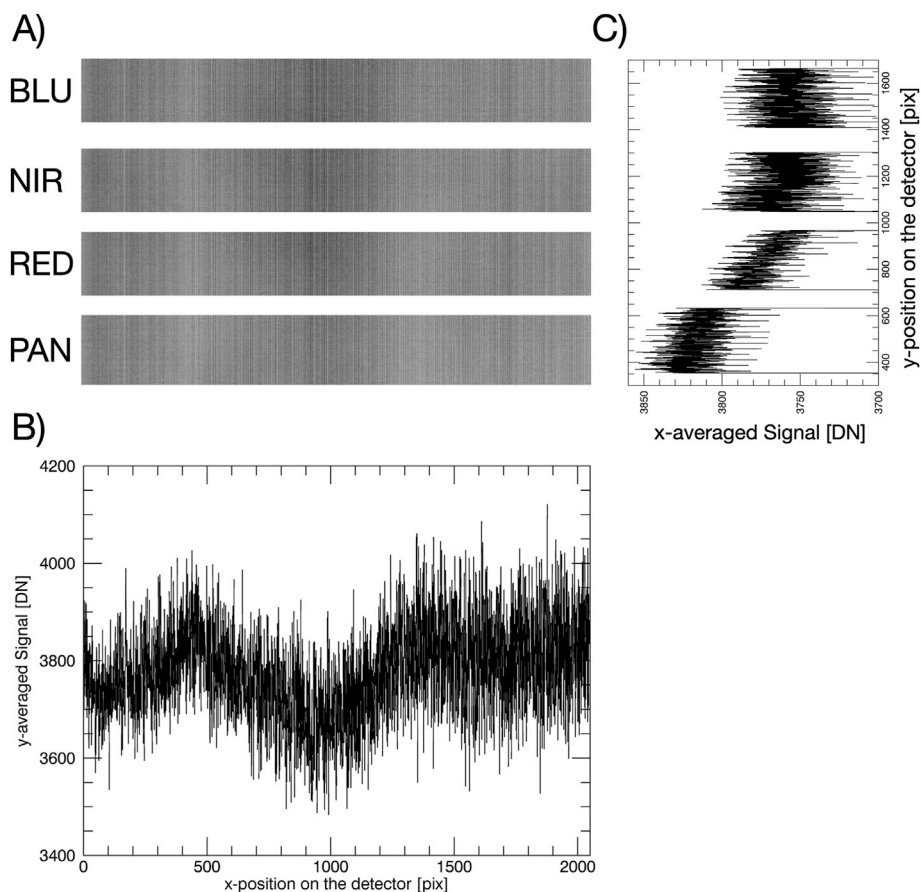 A)
BLU
NIR
RED
PAN
C)
1600
1400
1200
1000
800
600
400
y-position on the detector [pix]
3850
3800
3750
3700
x-averaged Signal [DN]
B)
4200
4000
3800
3600
3400
y-averaged Signal [DN]
0
500
1000
1500
2000
x-position on the detector [pix]